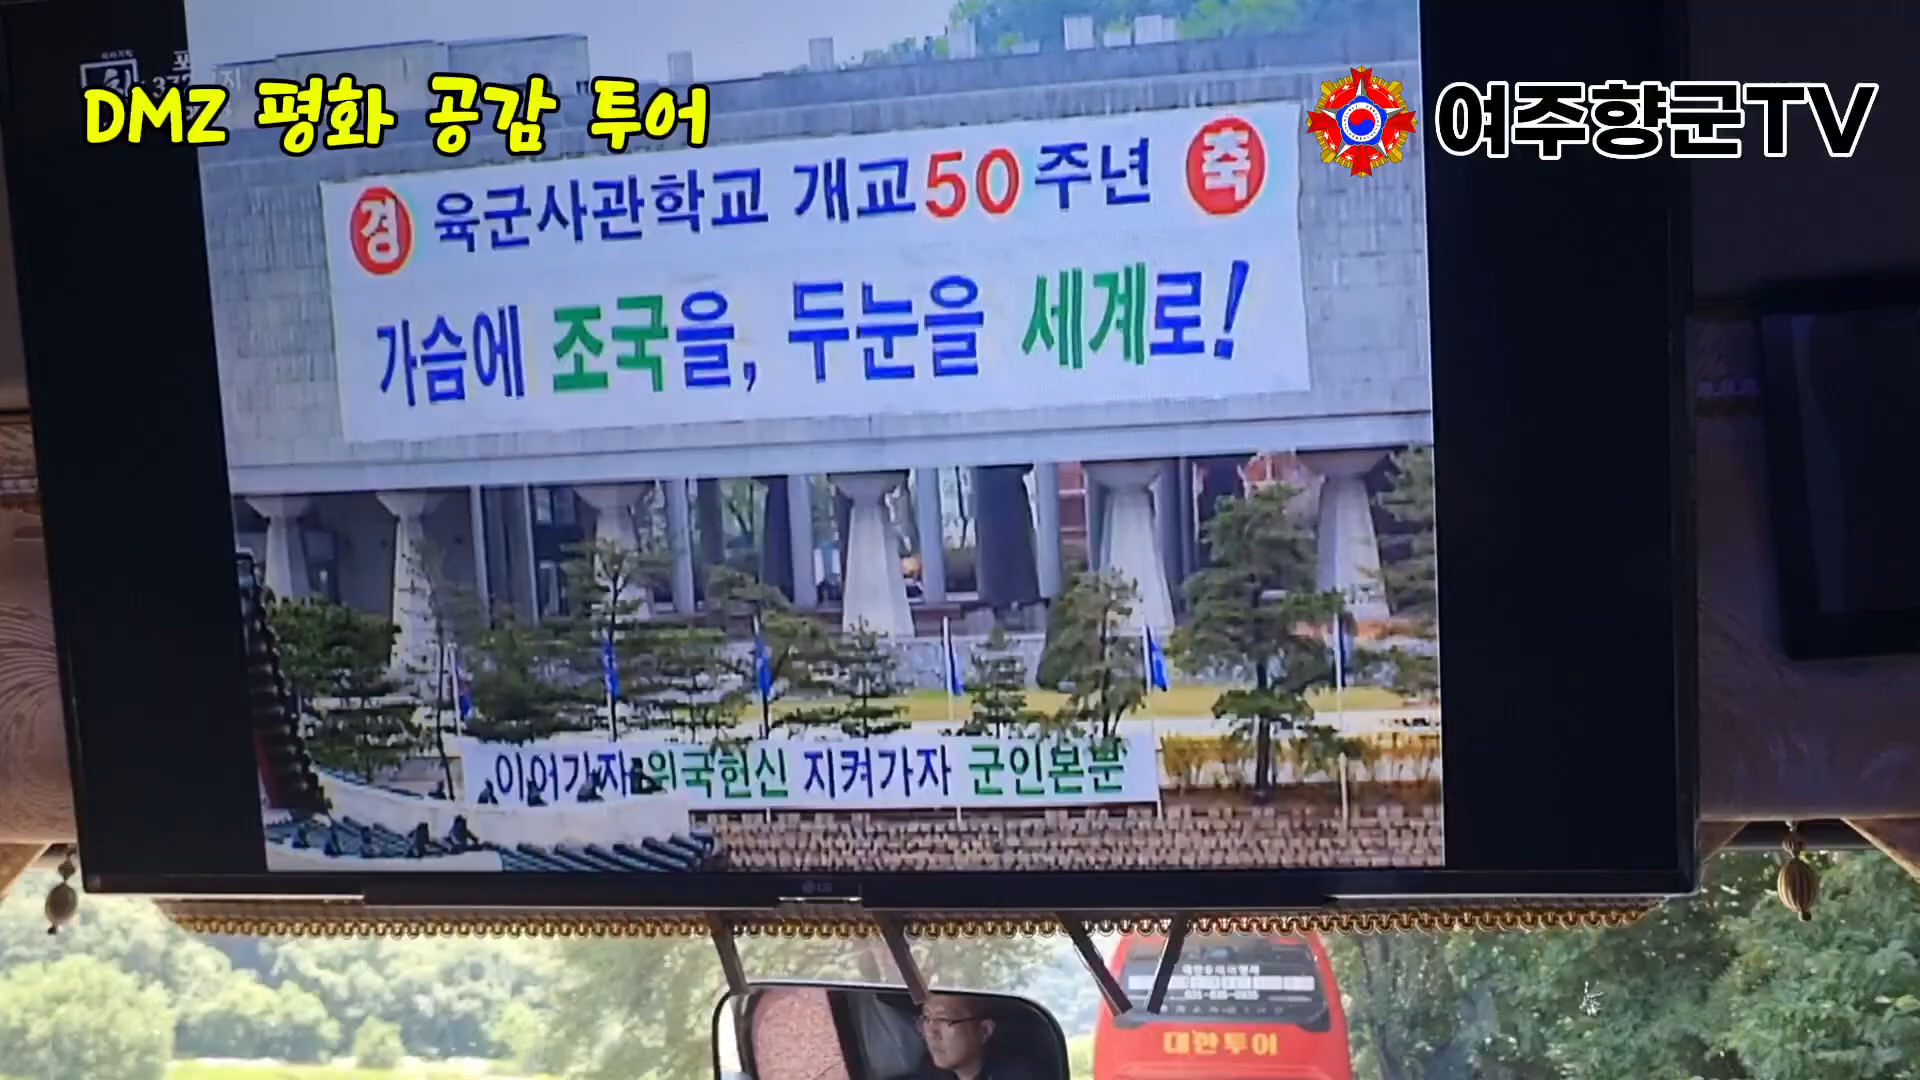 DMZ 평화 공감 투어
여주향군TV
경 육군사관학교 개교 50 주년 축
가슴에 조국을, 두눈을 세계로!
이어가자 위국헌신 지켜가자 군인본분
LG
대한투어